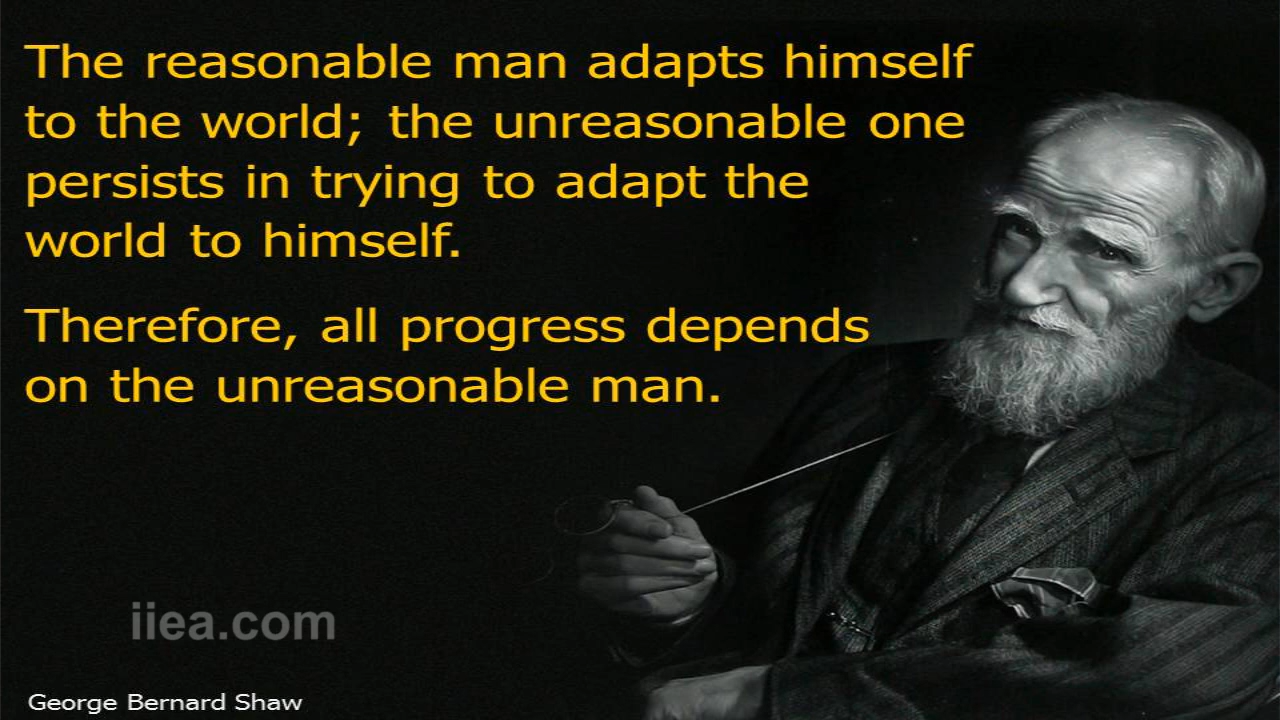 The reasonable man adapts himself
to the world; the unreasonable one
persists in trying to adapt the
world to himself.
Therefore, all progress depends
on the unreasonable man.
iiea.com
George Bernard Shaw